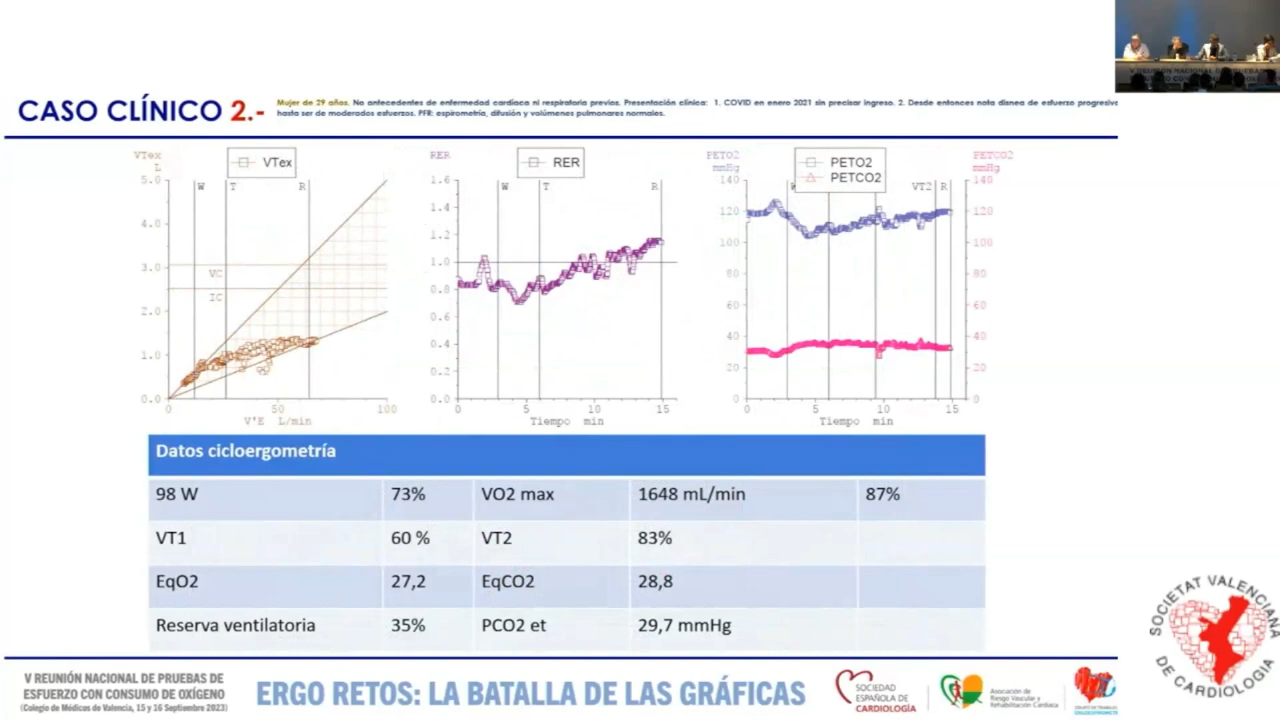 V REUNIÓN NACIONAL DE PRUEBAS
CASO CLÍNICO 2.-
Mujer de 29 años. No antecedentes de enfermedad cardiaca ni respiratoria previos. Presentación clínica: 1. COVID en enero 2021 sin precisar ingreso. 2. Desde entonces nota disnea de esfuerzo progresiva
hasta ser de moderados esfuerzos. PFR: espirometría, difusión y volúmenes pulmonares normales.
VTex
L
VTex
5.0
4.0
3.0
2.0
1.0
0.0
W T R
VC
IC
0 50 100
V'E L/min
RER
RER
1.6
1.4
1.2
1.0
0.8
0.6
0.4
0.2
0.0
W T R
0 5 10 15
Tiempo min
PETO2
mmHg
PETO2
PETCO2
PETCO2
mmHg
140
120
100
80
60
40
20
0
W VT2 R
140
120
100
80
60
40
20
0
0 5 10 15
Tiempo min
Datos cicloergometría
98 W 73% VO2 max 1648 mL/min 87%
VT1 60 % VT2 83%
EqO2 27,2 EqCO2 28,8
Reserva ventilatoria 35% PCO2 et 29,7 mmHg
V REUNIÓN NACIONAL DE PRUEBAS DE
ESFUERZO CON CONSUMO DE OXÍGENO
(Colegio de Médicos de Valencia, 15 y 16 Septiembre 2023)
ERGO RETOS: LA BATALLA DE LAS GRÁFICAS
SOCIEDAD
ESPAÑOLA DE
CARDIOLOGÍA
Asociación de
Riesgo Vascular y
Rehabilitación Cardiaca
SOCIETAT VALENCIANA
DE CARDIOLOGIA